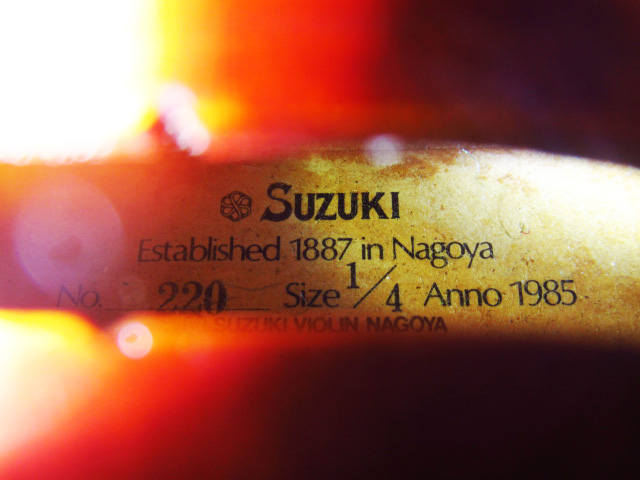 SUZUKI
Established 1887 in Nagoya
No. 220 Size 1/4 Anno 1985
SUZUKI VIOLIN NAGOYA